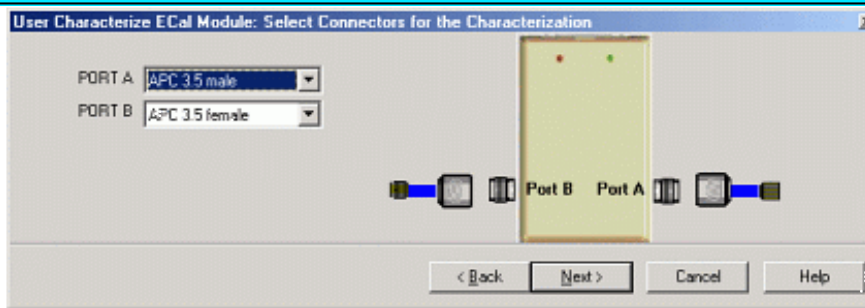 User Characterize ECal Module: Select Connectors for the Characterization
PORT A APC 3.5 male
PORT B APC 3.5 female
Port B Port A
< Back Next > Cancel Help